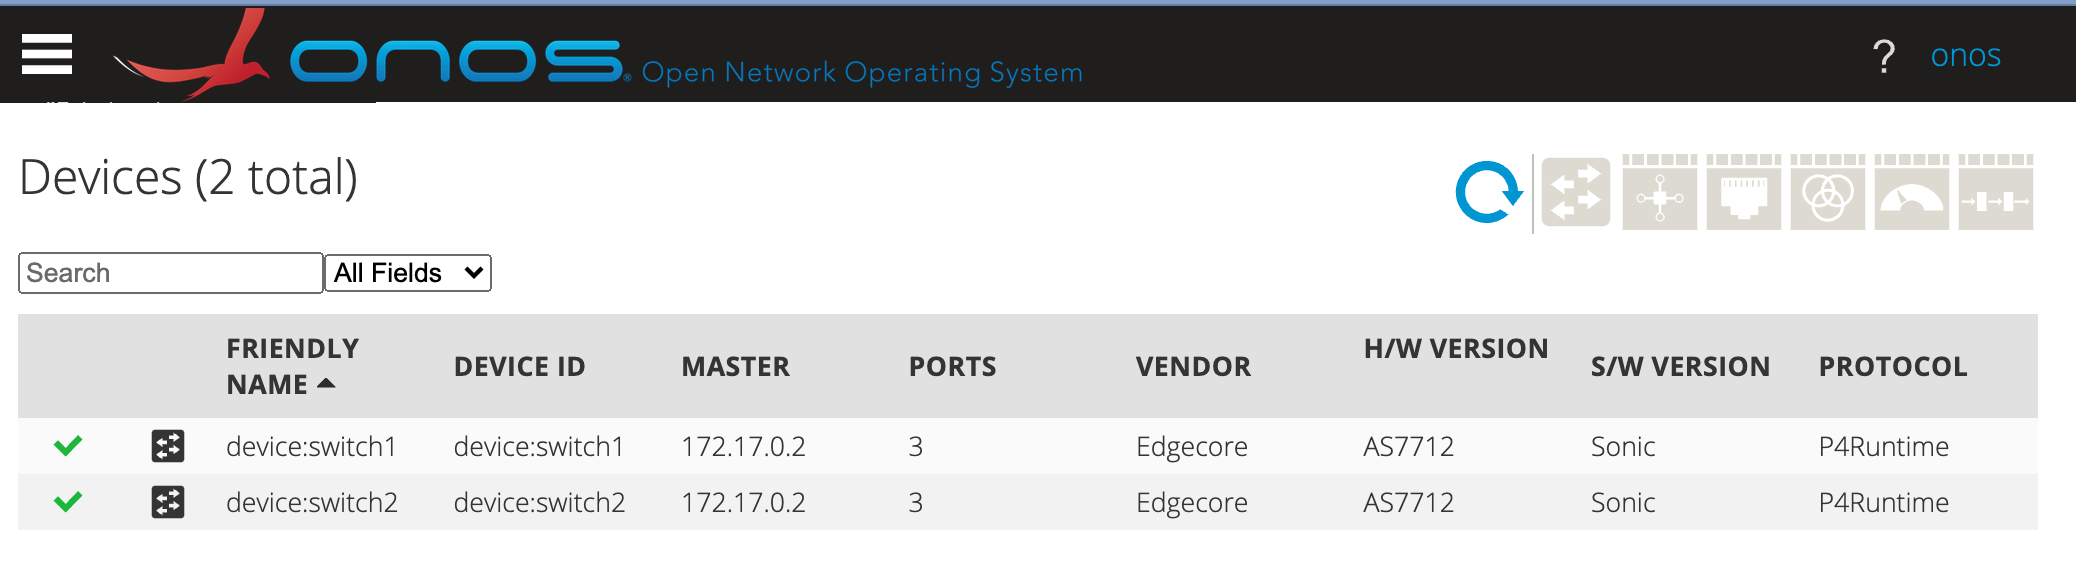 onos® Open Network Operating System ? onos
Devices (2 total)
Search All Fields
FRIENDLY NAME DEVICE ID MASTER PORTS VENDOR H/W VERSION S/W VERSION PROTOCOL
device:switch1 device:switch1 172.17.0.2 3 Edgecore AS7712 Sonic P4Runtime
device:switch2 device:switch2 172.17.0.2 3 Edgecore AS7712 Sonic P4Runtime